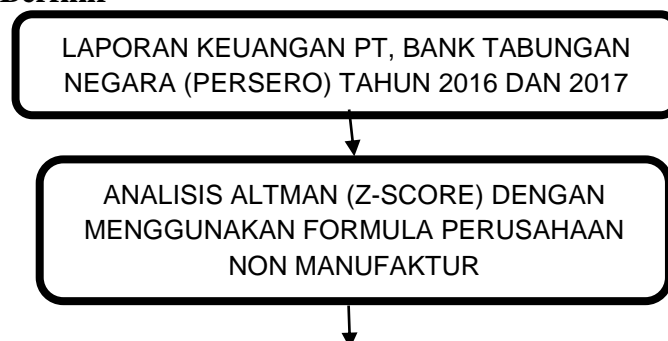 LAPORAN KEUANGAN PT, BANK TABUNGAN
NEGARA (PERSERO) TAHUN 2016 DAN 2017
ANALISIS ALTMAN (Z-SCORE) DENGAN
MENGGUNAKAN FORMULA PERUSAHAAN
NON MANUFAKTUR